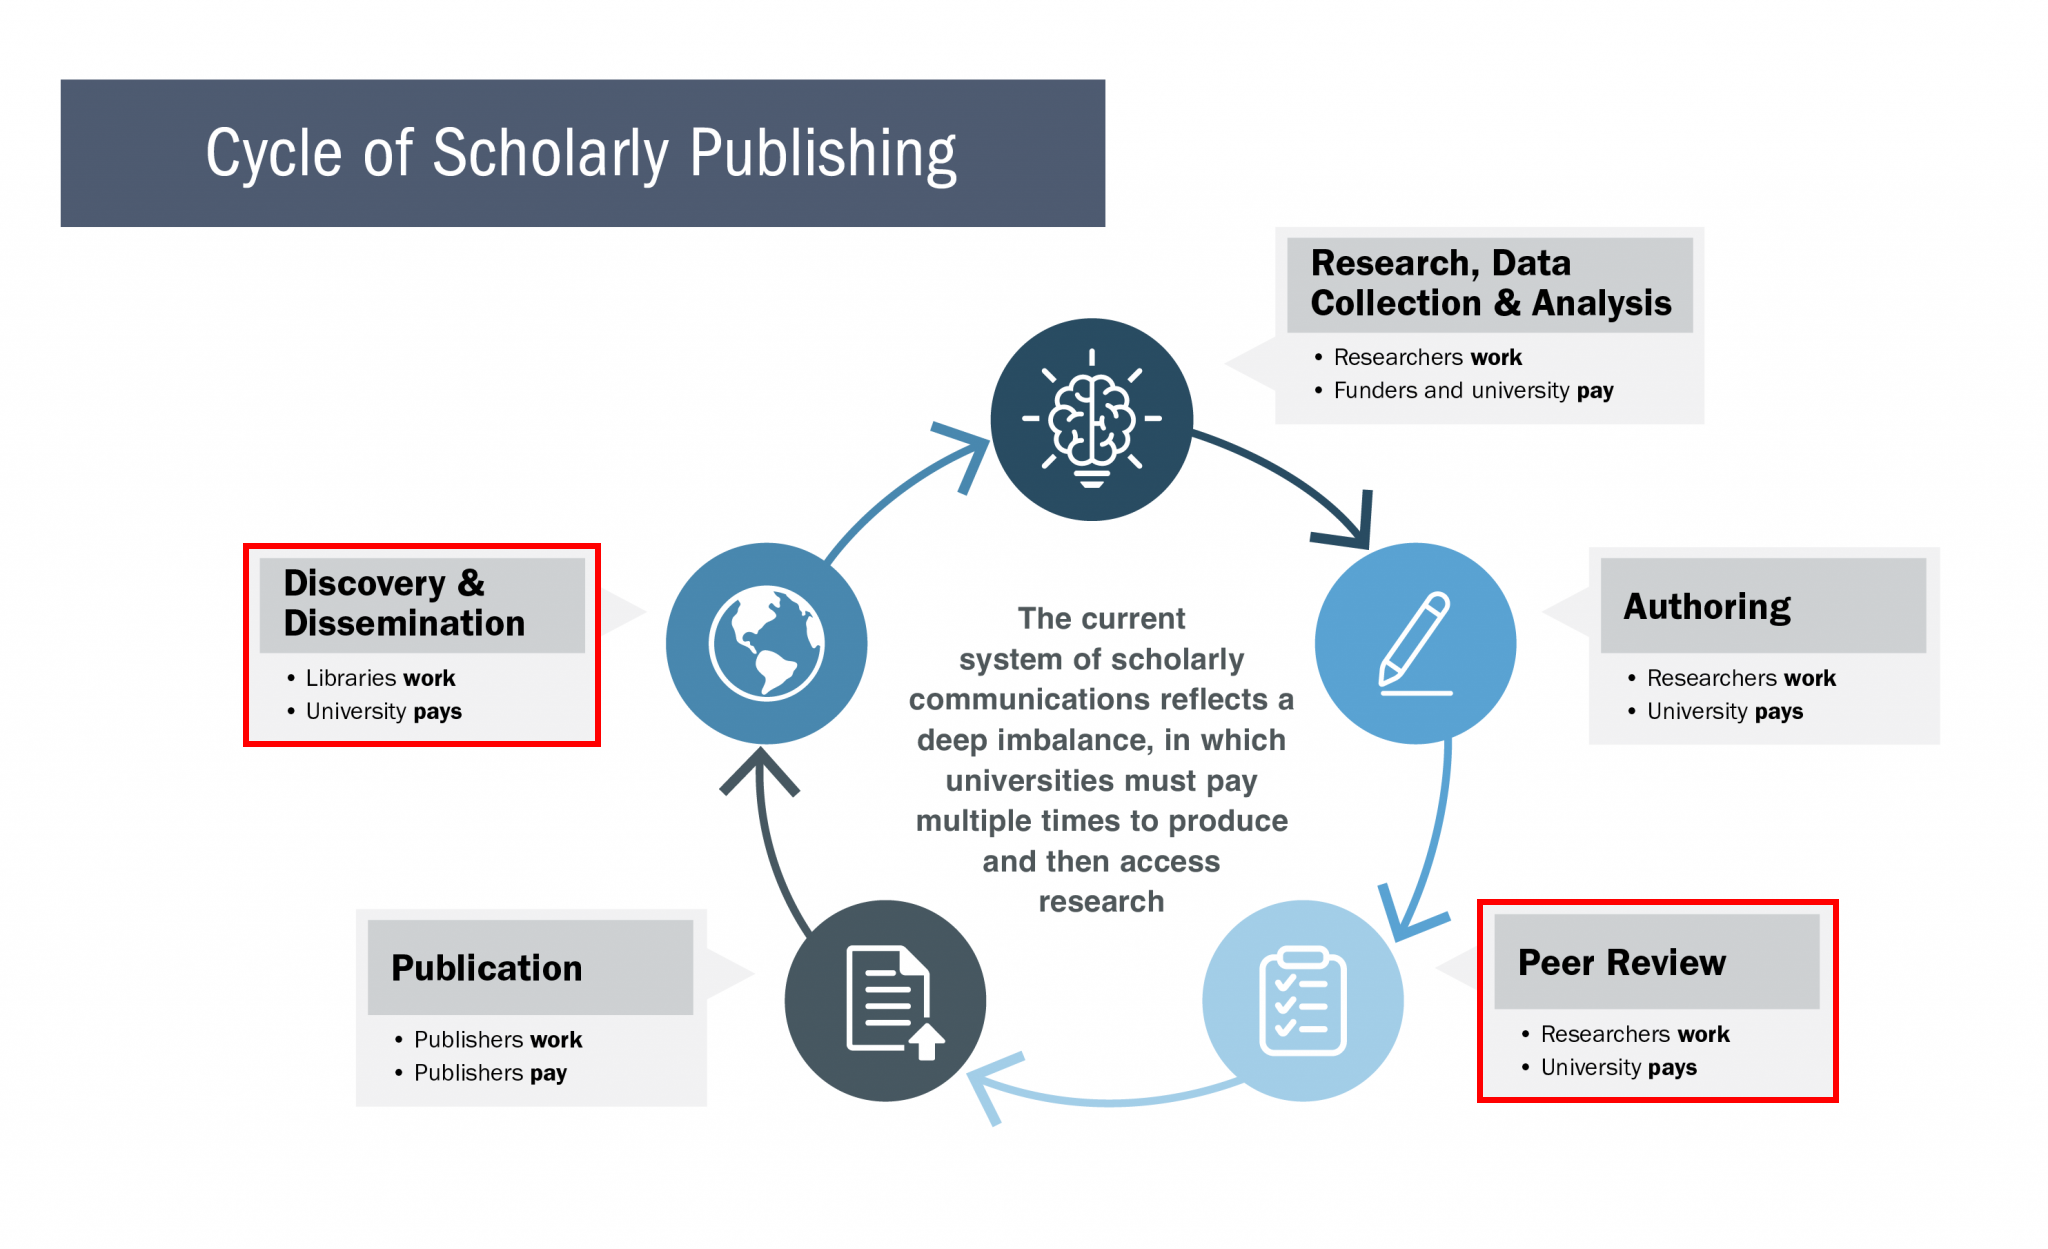 Cycle of Scholarly Publishing
Research, Data
Collection & Analysis
• Researchers work
• Funders and university pay
Authoring
• Researchers work
• University pays
Peer Review
• Researchers work
• University pays
Publication
• Publishers work
• Publishers pay
Discovery &
Dissemination
• Libraries work
• University pays
The current
system of scholarly
communications reflects a
deep imbalance, in which
universities must pay
multiple times to produce
and then access
research